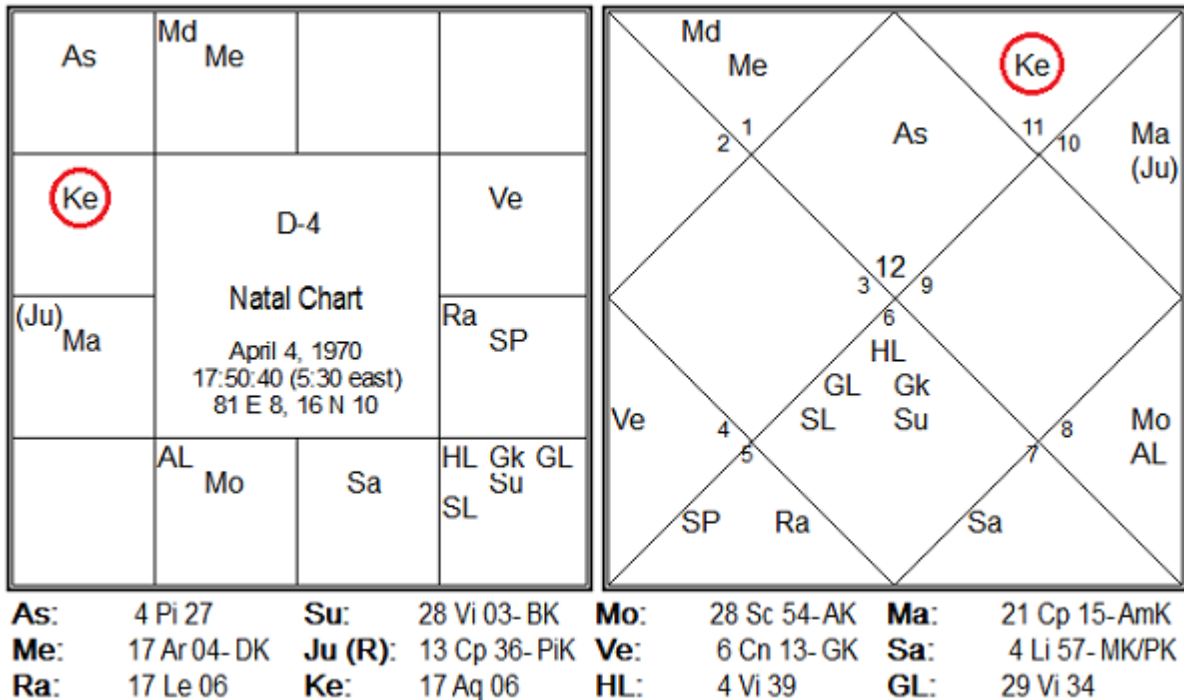 As
Md
Me
Ke
Ve
D-4
Natal Chart
April 4, 1970
17:50:40 (5:30 east)
81 E 8, 16 N 10
(Ju)
Ma
Ra
SP
AL
Mo
Sa
HL Gk GL
Su
SL
Md
Me
Ke
As
1
2
11
10
Ma
(Ju)
12
3
9
6
HL
GL
Gk
SL
Su
Ve
4
5
8
7
Mo
AL
SP
Ra
Sa
As: 4 Pi 27 Su: 28 Vi 03- BK Mo: 28 Sc 54- AK Ma: 21 Cp 15- AmK
Me: 17 Ar 04- DK Ju (R): 13 Cp 36- PiK Ve: 6 Cn 13- GK Sa: 4 Li 57- MK/PK
Ra: 17 Le 06 Ke: 17 Aq 06 HL: 4 Vi 39 GL: 29 Vi 34